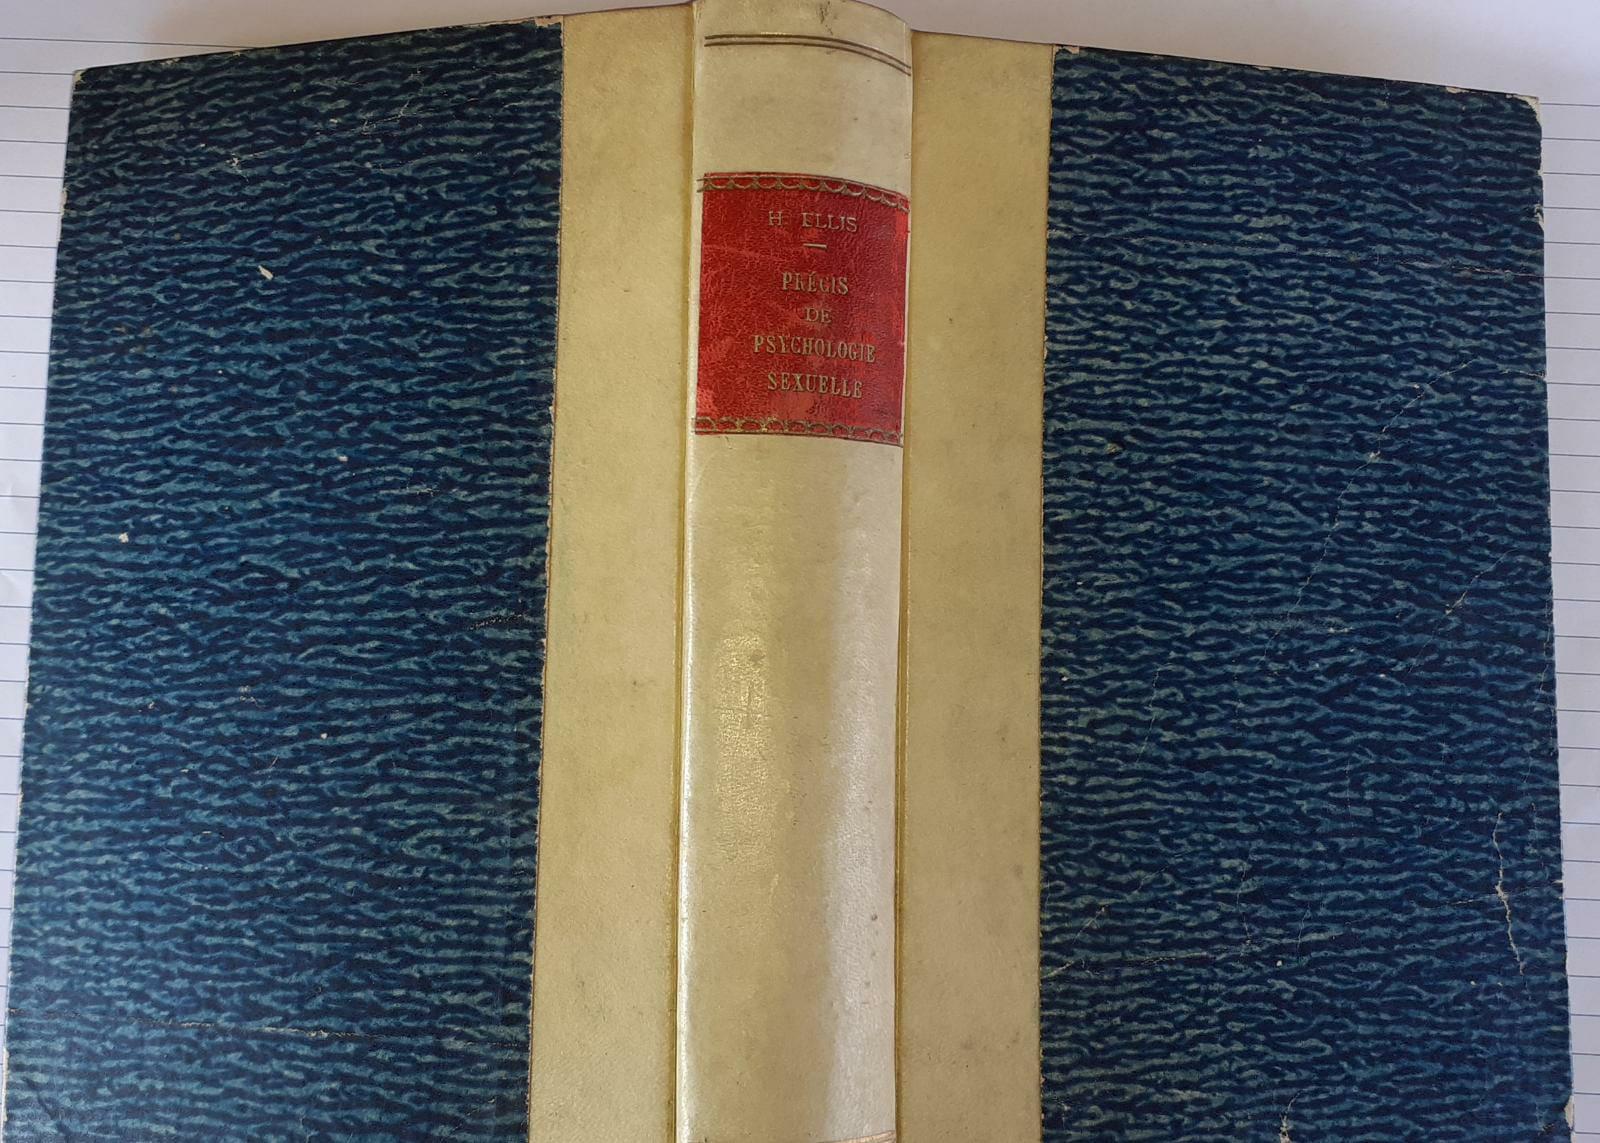 H. ELLIS
PRÉCIS
DE
PSYCHOLOGIE
SEXUELLE